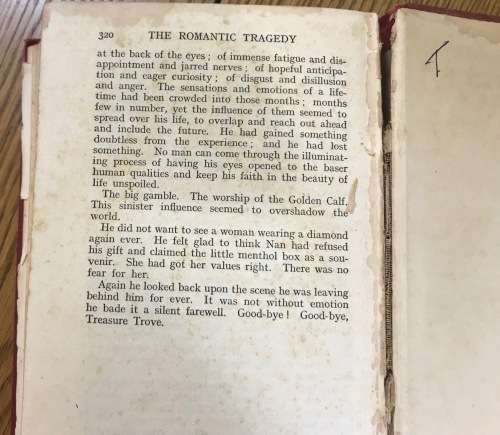 320 THE ROMANTIC TRAGEDY
at the back of the eyes ; of immense fatigue and dis-
appointment and jarred nerves ; of hopeful anticipa-
tion and eager curiosity ; of disgust and disillusion
and anger. The sensations and emotions of a life-
time had been crowded into those months ; months
few in number, yet the influence of them seemed to
spread over his life, to overlap and reach out ahead
and include the future. He had gained something
doubtless from the experience ; and he had lost
something. No man can come through the illuminat-
ing process of having his eyes opened to the baser
human qualities and keep his faith in the beauty of
life unspoiled.
The big gamble. The worship of the Golden Calf.
This sinister influence seemed to overshadow the
world.
He did not want to see a woman wearing a diamond
again ever. He felt glad to think Nan had refused
his gift and claimed the little menthol box as a sou-
venir. She had got her values right. There was no
fear for her.
Again he looked back upon the scene he was leaving
behind him for ever. It was not without emotion
he bade it a silent farewell. Good-bye ! Good-bye,
Treasure Trove.